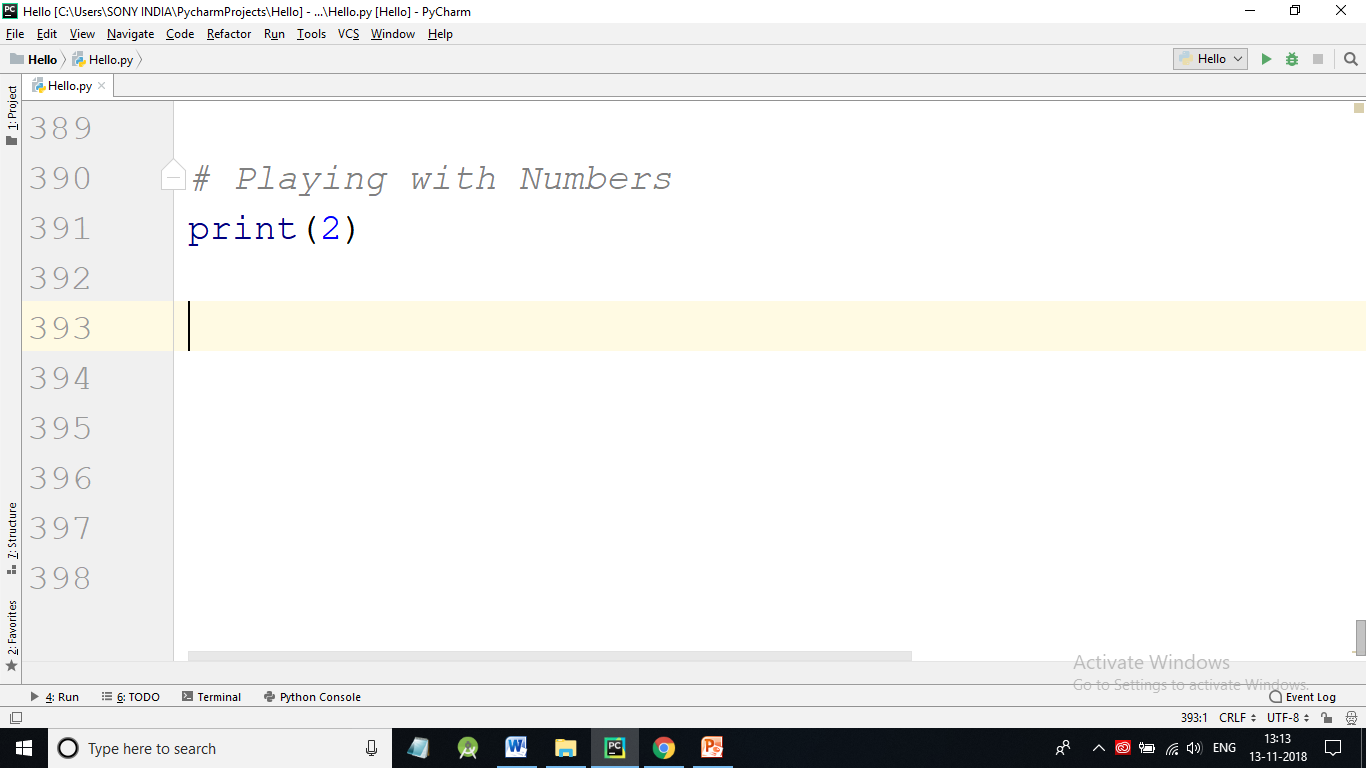 Hello [C:\Users\SONY INDIA\PycharmProjects\Hello] - ...\Hello.py [Hello] - PyCharm
File Edit View Navigate Code Refactor Run Tools VCS Window Help
Hello Hello.py Hello
Hello.py
1: Project
389
390 # Playing with Numbers
391 print(2)
392
393
394
395
396
397
398
7: Structure
2: Favorites
Activate Windows
Go to Settings to activate Windows.
4: Run 6: TODO Terminal Python Console Event Log
393:1 CRLF UTF-8
Type here to search
ENG 13:13
13-11-2018